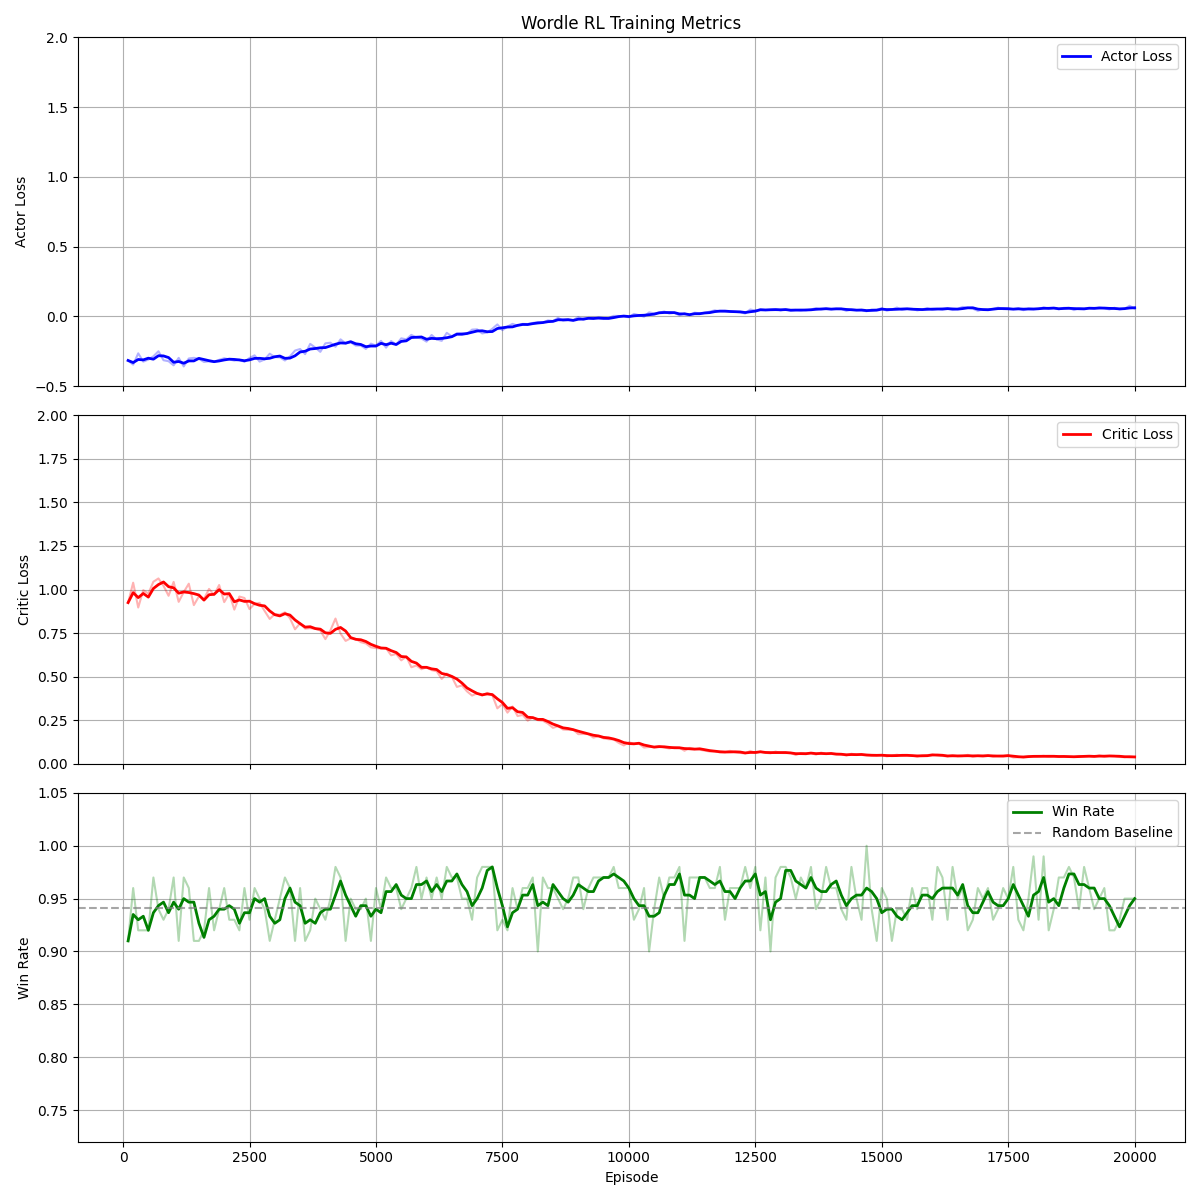 Wordle RL Training Metrics
2.0
1.5
1.0
0.5
0.0
−0.5
Actor Loss
Actor Loss
2.00
1.75
1.50
1.25
1.00
0.75
0.50
0.25
0.00
Critic Loss
Critic Loss
1.05
1.00
0.95
0.90
0.85
0.80
0.75
Win Rate
Win Rate
Random Baseline
0 2500 5000 7500 10000 12500 15000 17500 20000
Episode